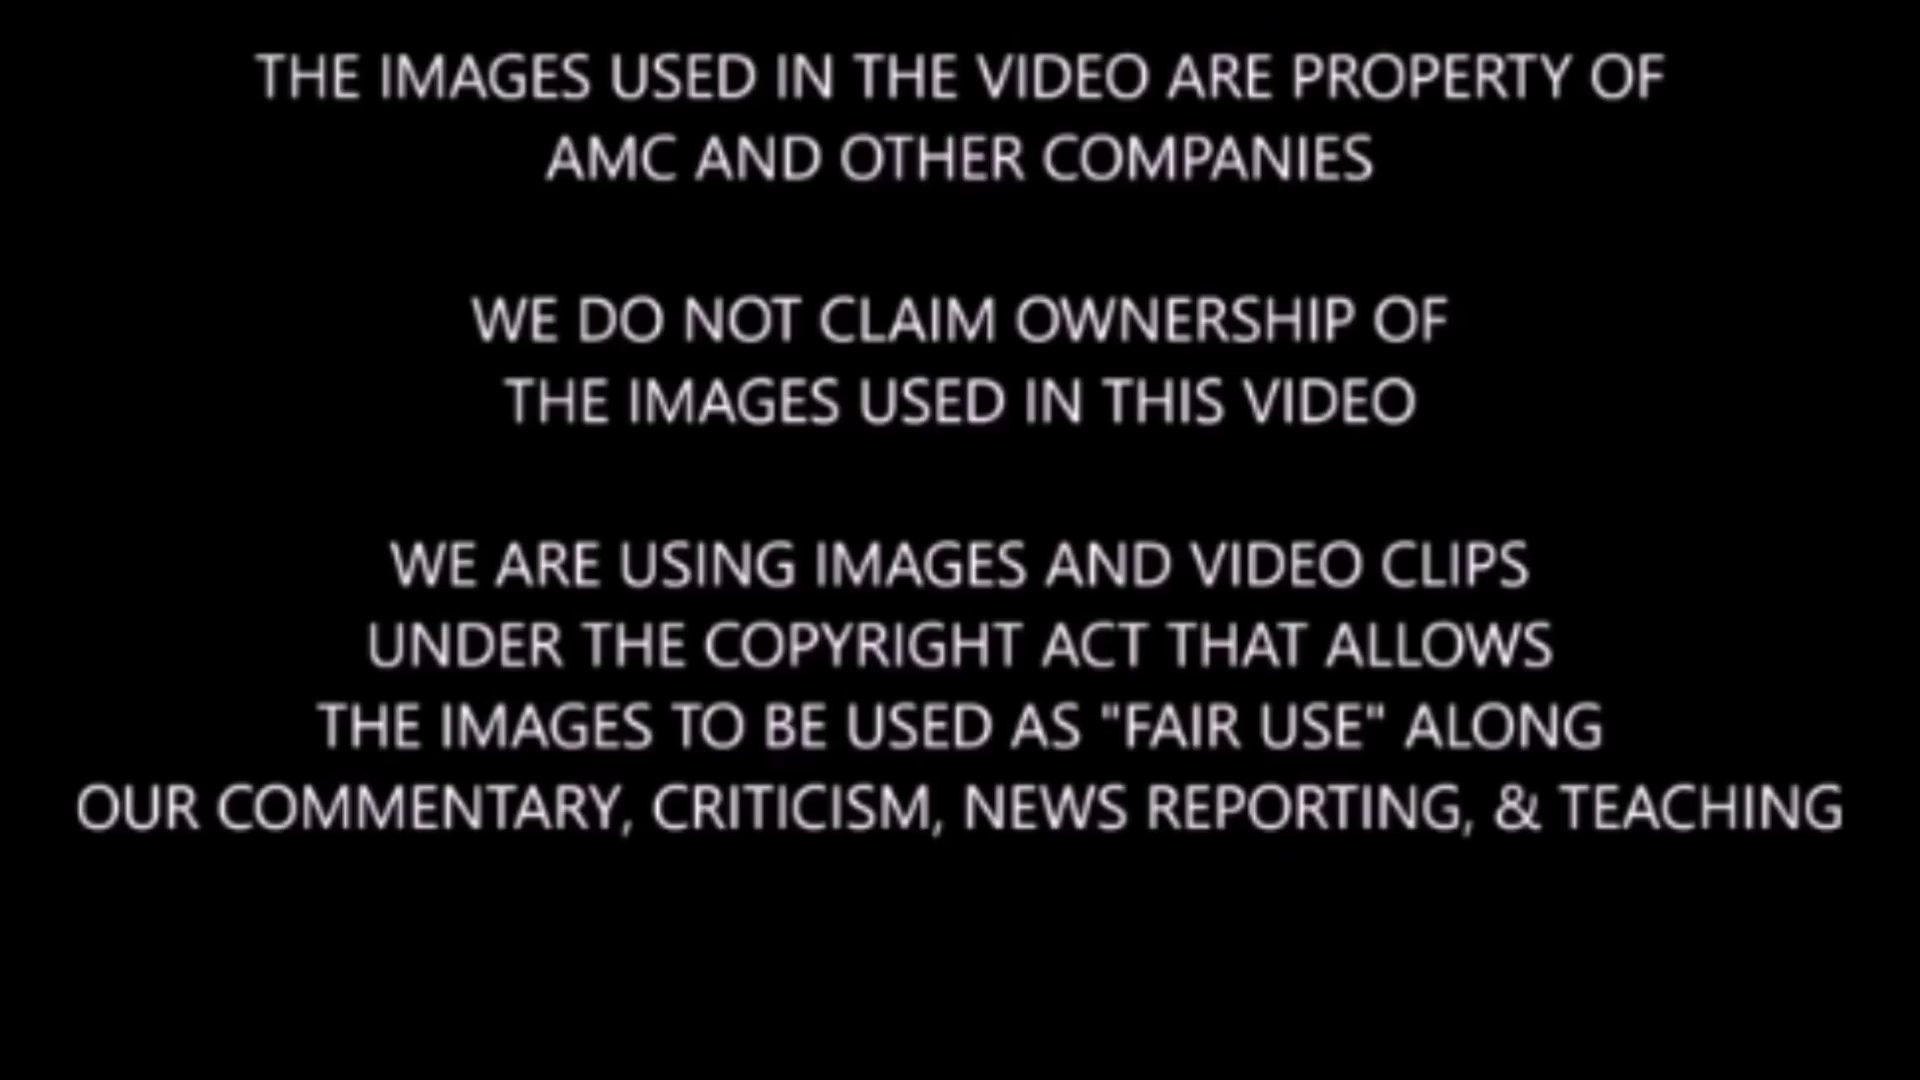 THE IMAGES USED IN THE VIDEO ARE PROPERTY OF
AMC AND OTHER COMPANIES
WE DO NOT CLAIM OWNERSHIP OF
THE IMAGES USED IN THIS VIDEO
WE ARE USING IMAGES AND VIDEO CLIPS
UNDER THE COPYRIGHT ACT THAT ALLOWS
THE IMAGES TO BE USED AS "FAIR USE" ALONG
OUR COMMENTARY, CRITICISM, NEWS REPORTING, & TEACHING